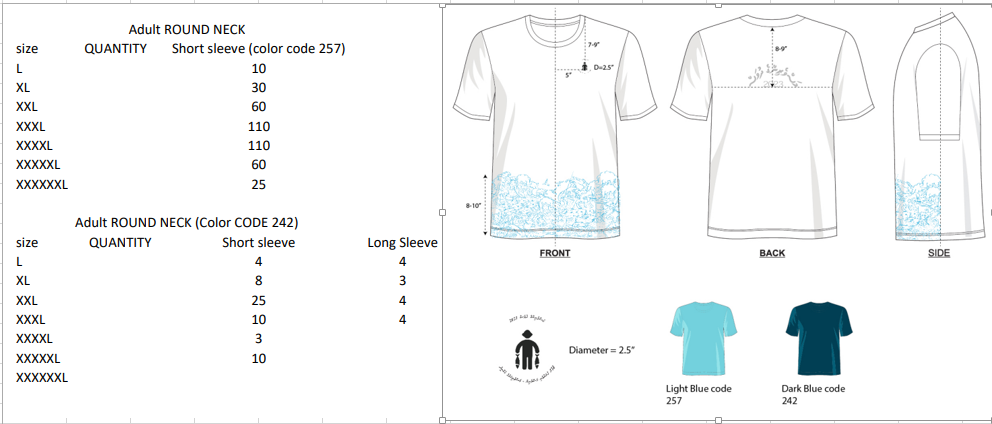 Adult ROUND NECK
size QUANTITY Short sleeve (color code 257)
L 10
XL 30
XXL 60
XXXL 110
XXXXL 110
XXXXXL 60
XXXXXXL 25
Adult ROUND NECK (Color CODE 242)
size QUANTITY Short sleeve Long Sleeve
L 4 4
XL 8 3
XXL 25 4
XXXL 10 4
XXXXL 3
XXXXXL 10
XXXXXXL
7-9"
D=2.5"
5"
8-10"
FRONT
8-9"
BACK
SIDE
Diameter = 2.5"
Light Blue code
257
Dark Blue code
242